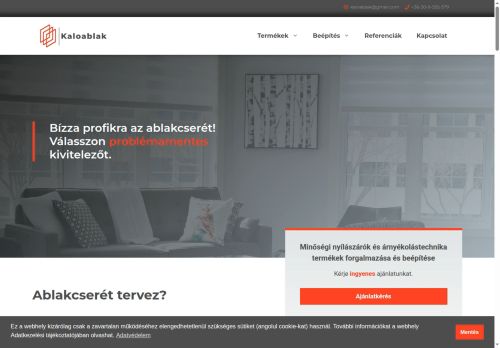 Kaloablak
Termékek
Beépítés
Referenciák
Kapcsolat
Bízza profikra az ablakcserét!
Válasszon problémamentes
kivitelezőt.
Minőségi nyílászárók és árnyékolástechnika
termékek forgalmazása és beépítése
Kérje ingyenes ajánlatunkat.
Ajánlatkérés
Ablakcserét tervez?
Ez a webhely kizárólag csak a zavartalan működéséhez elengedhetetlenül szükséges sütiket (angolul cookie-kat) használ. További információkat a webhely
Adatkezelési tájékoztatójában olvashat. Adatvédelem
Mentés